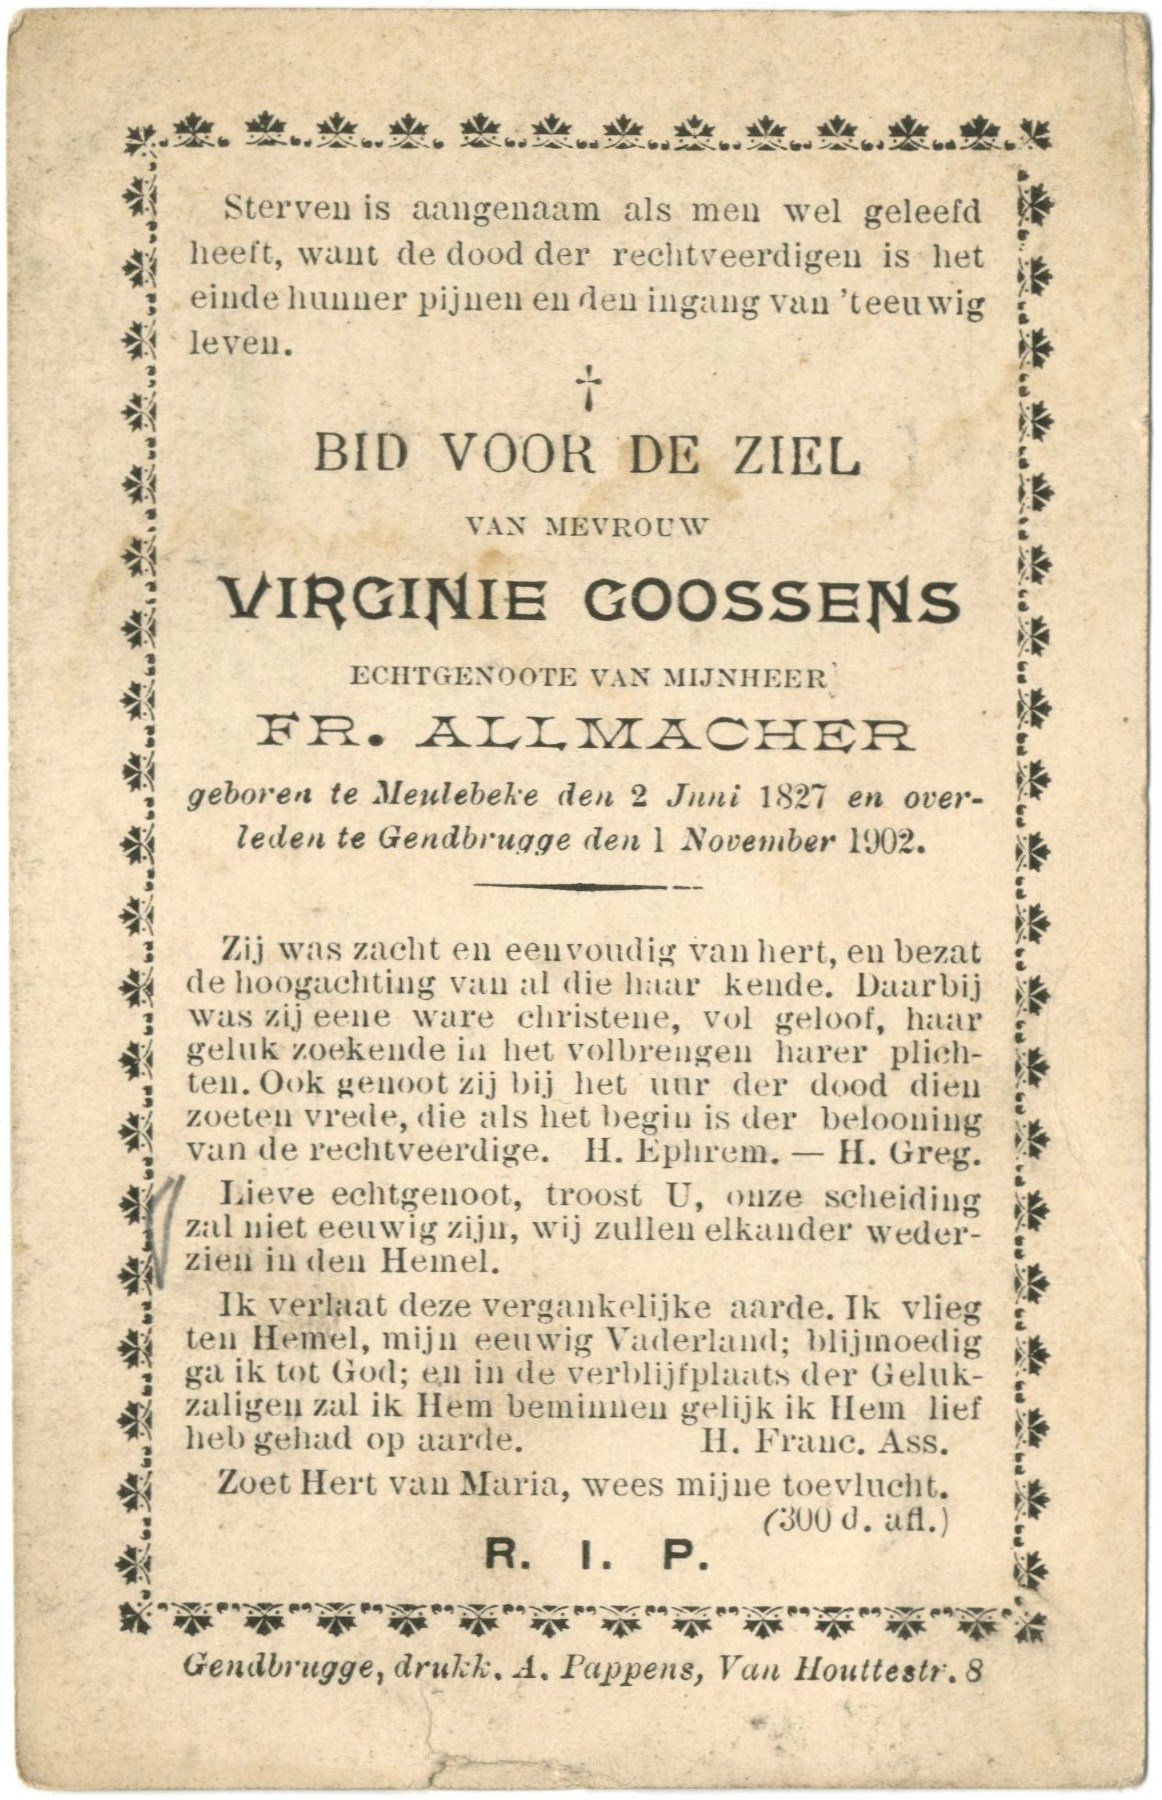 Sterven is aangenaam als men wel geleefd
heeft, want de dood der rechtveerdigen is het
einde hunner pijnen en den ingang van 'teeuwig
leven.
†
BID VOOR DE ZIEL
VAN MEVROUW
VIRGINIE GOOSSENS
ECHTGENOOTE VAN MIJNHEER
FR. ALLMACHER
geboren te Meulebeke den 2 Juni 1827 en over-
leden te Gendbrugge den 1 November 1902.
Zij was zacht en eenvoudig van hert, en bezat
de hoogachting van al die haar kende. Daarbij
was zij eene ware christene, vol geloof, haar
geluk zoekende in het volbrengen harer plich-
ten. Ook genoot zij bij het uur der dood dien
zoeten vrede, die als het begin is der belooning
van de rechtveerdige. H. Ephrem. — H. Greg.
Lieve echtgenoot, troost U, onze scheiding
zal niet eeuwig zijn, wij zullen elkander weder-
zien in den Hemel.
Ik verlaat deze vergankelijke aarde. Ik vlieg
ten Hemel, mijn eeuwig Vaderland; blijmoedig
ga ik tot God; en in de verblijfplaats der Geluk-
zaligen zal ik Hem beminnen gelijk ik Hem lief
heb gehad op aarde. H. Franc. Ass.
Zoet Hert van Maria, wees mijne toevlucht.
(300 d. afl.)
R. I. P.
Gendbrugge, drukk. A. Pappens, Van Houttestr. 8